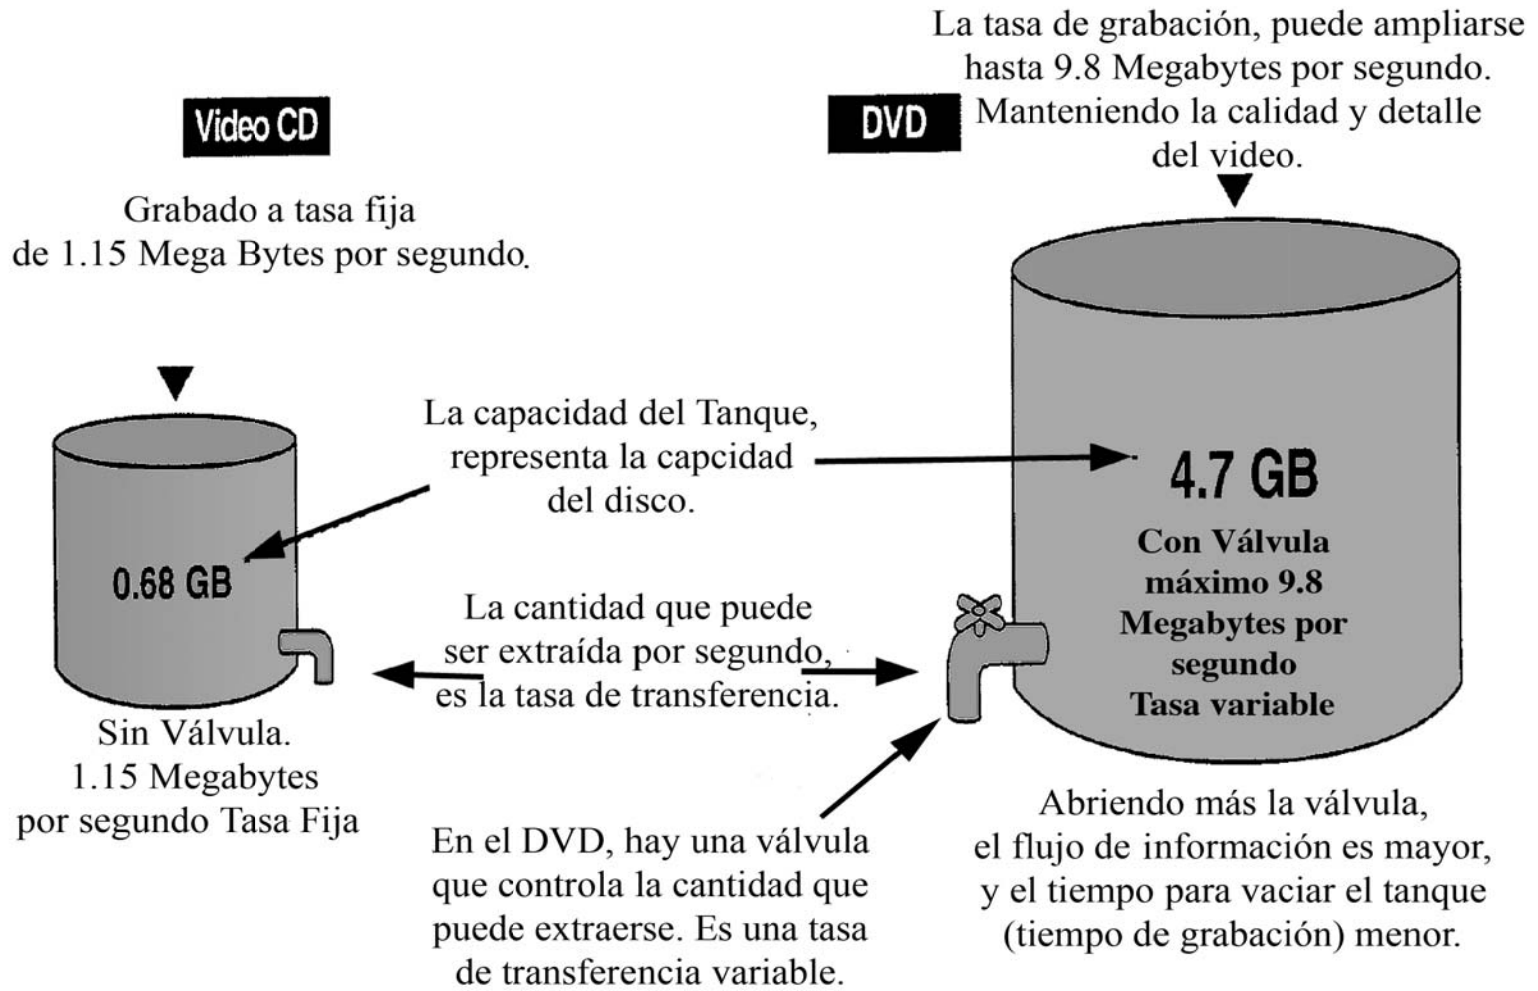 Video CD
Grabado a tasa fija
de 1.15 Mega Bytes por segundo.
0.68 GB
Sin Válvula.
1.15 Megabytes
por segundo Tasa Fija
La capacidad del Tanque,
representa la capcidad
del disco.
La cantidad que puede
ser extraída por segundo,
es la tasa de transferencia.
En el DVD, hay una válvula
que controla la cantidad que
puede extraerse. Es una tasa
de transferencia variable.
DVD
La tasa de grabación, puede ampliarse
hasta 9.8 Megabytes por segundo.
Manteniendo la calidad y detalle
del video.
4.7 GB
Con Válvula
máximo 9.8
Megabytes por
segundo
Tasa variable
Abriendo más la válvula,
el flujo de información es mayor,
y el tiempo para vaciar el tanque
(tiempo de grabación) menor.